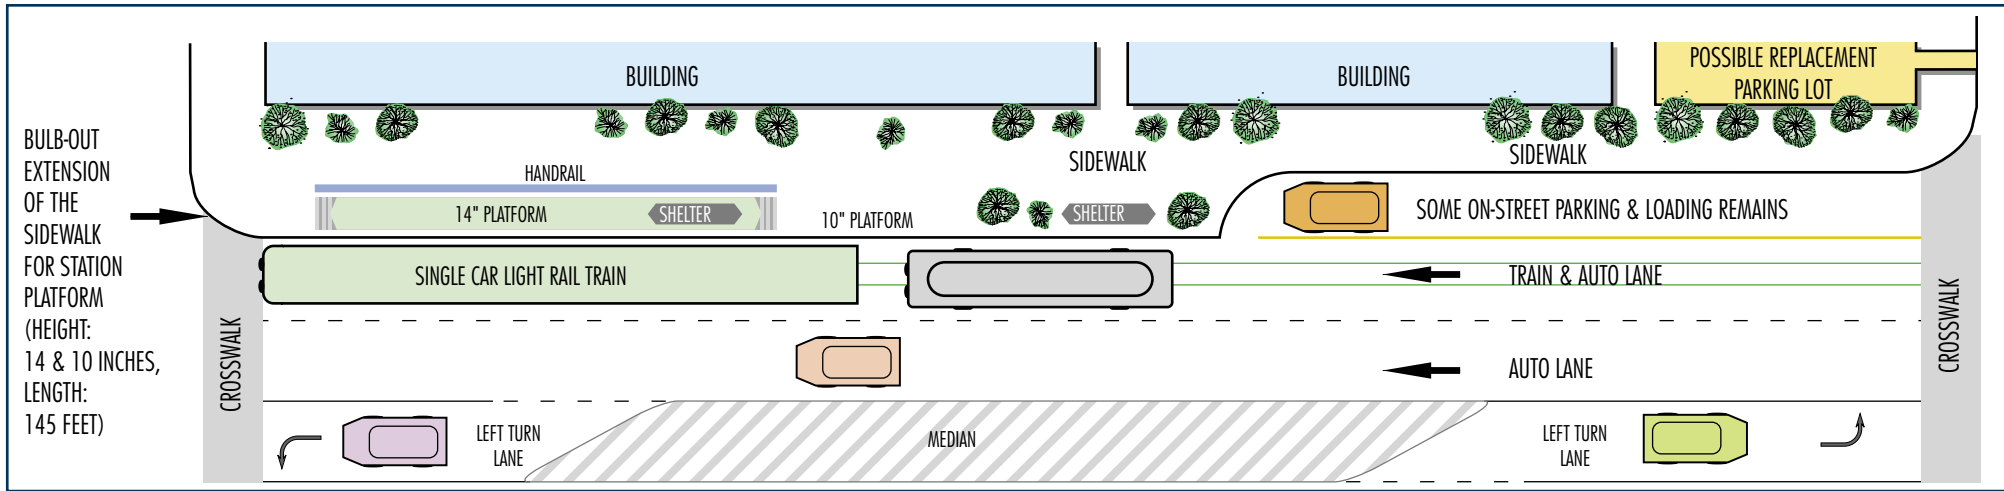 BUILDING
BUILDING
POSSIBLE REPLACEMENT
PARKING LOT
BULB-OUT
EXTENSION
OF THE
SIDEWALK
FOR STATION
PLATFORM
(HEIGHT:
14 & 10 INCHES,
LENGTH:
145 FEET)
SIDEWALK
SIDEWALK
HANDRAIL
14" PLATFORM
SHELTER
10" PLATFORM
SHELTER
SOME ON-STREET PARKING & LOADING REMAINS
SINGLE CAR LIGHT RAIL TRAIN
TRAIN & AUTO LANE
CROSSWALK
CROSSWALK
AUTO LANE
LEFT TURN
LANE
MEDIAN
LEFT TURN
LANE